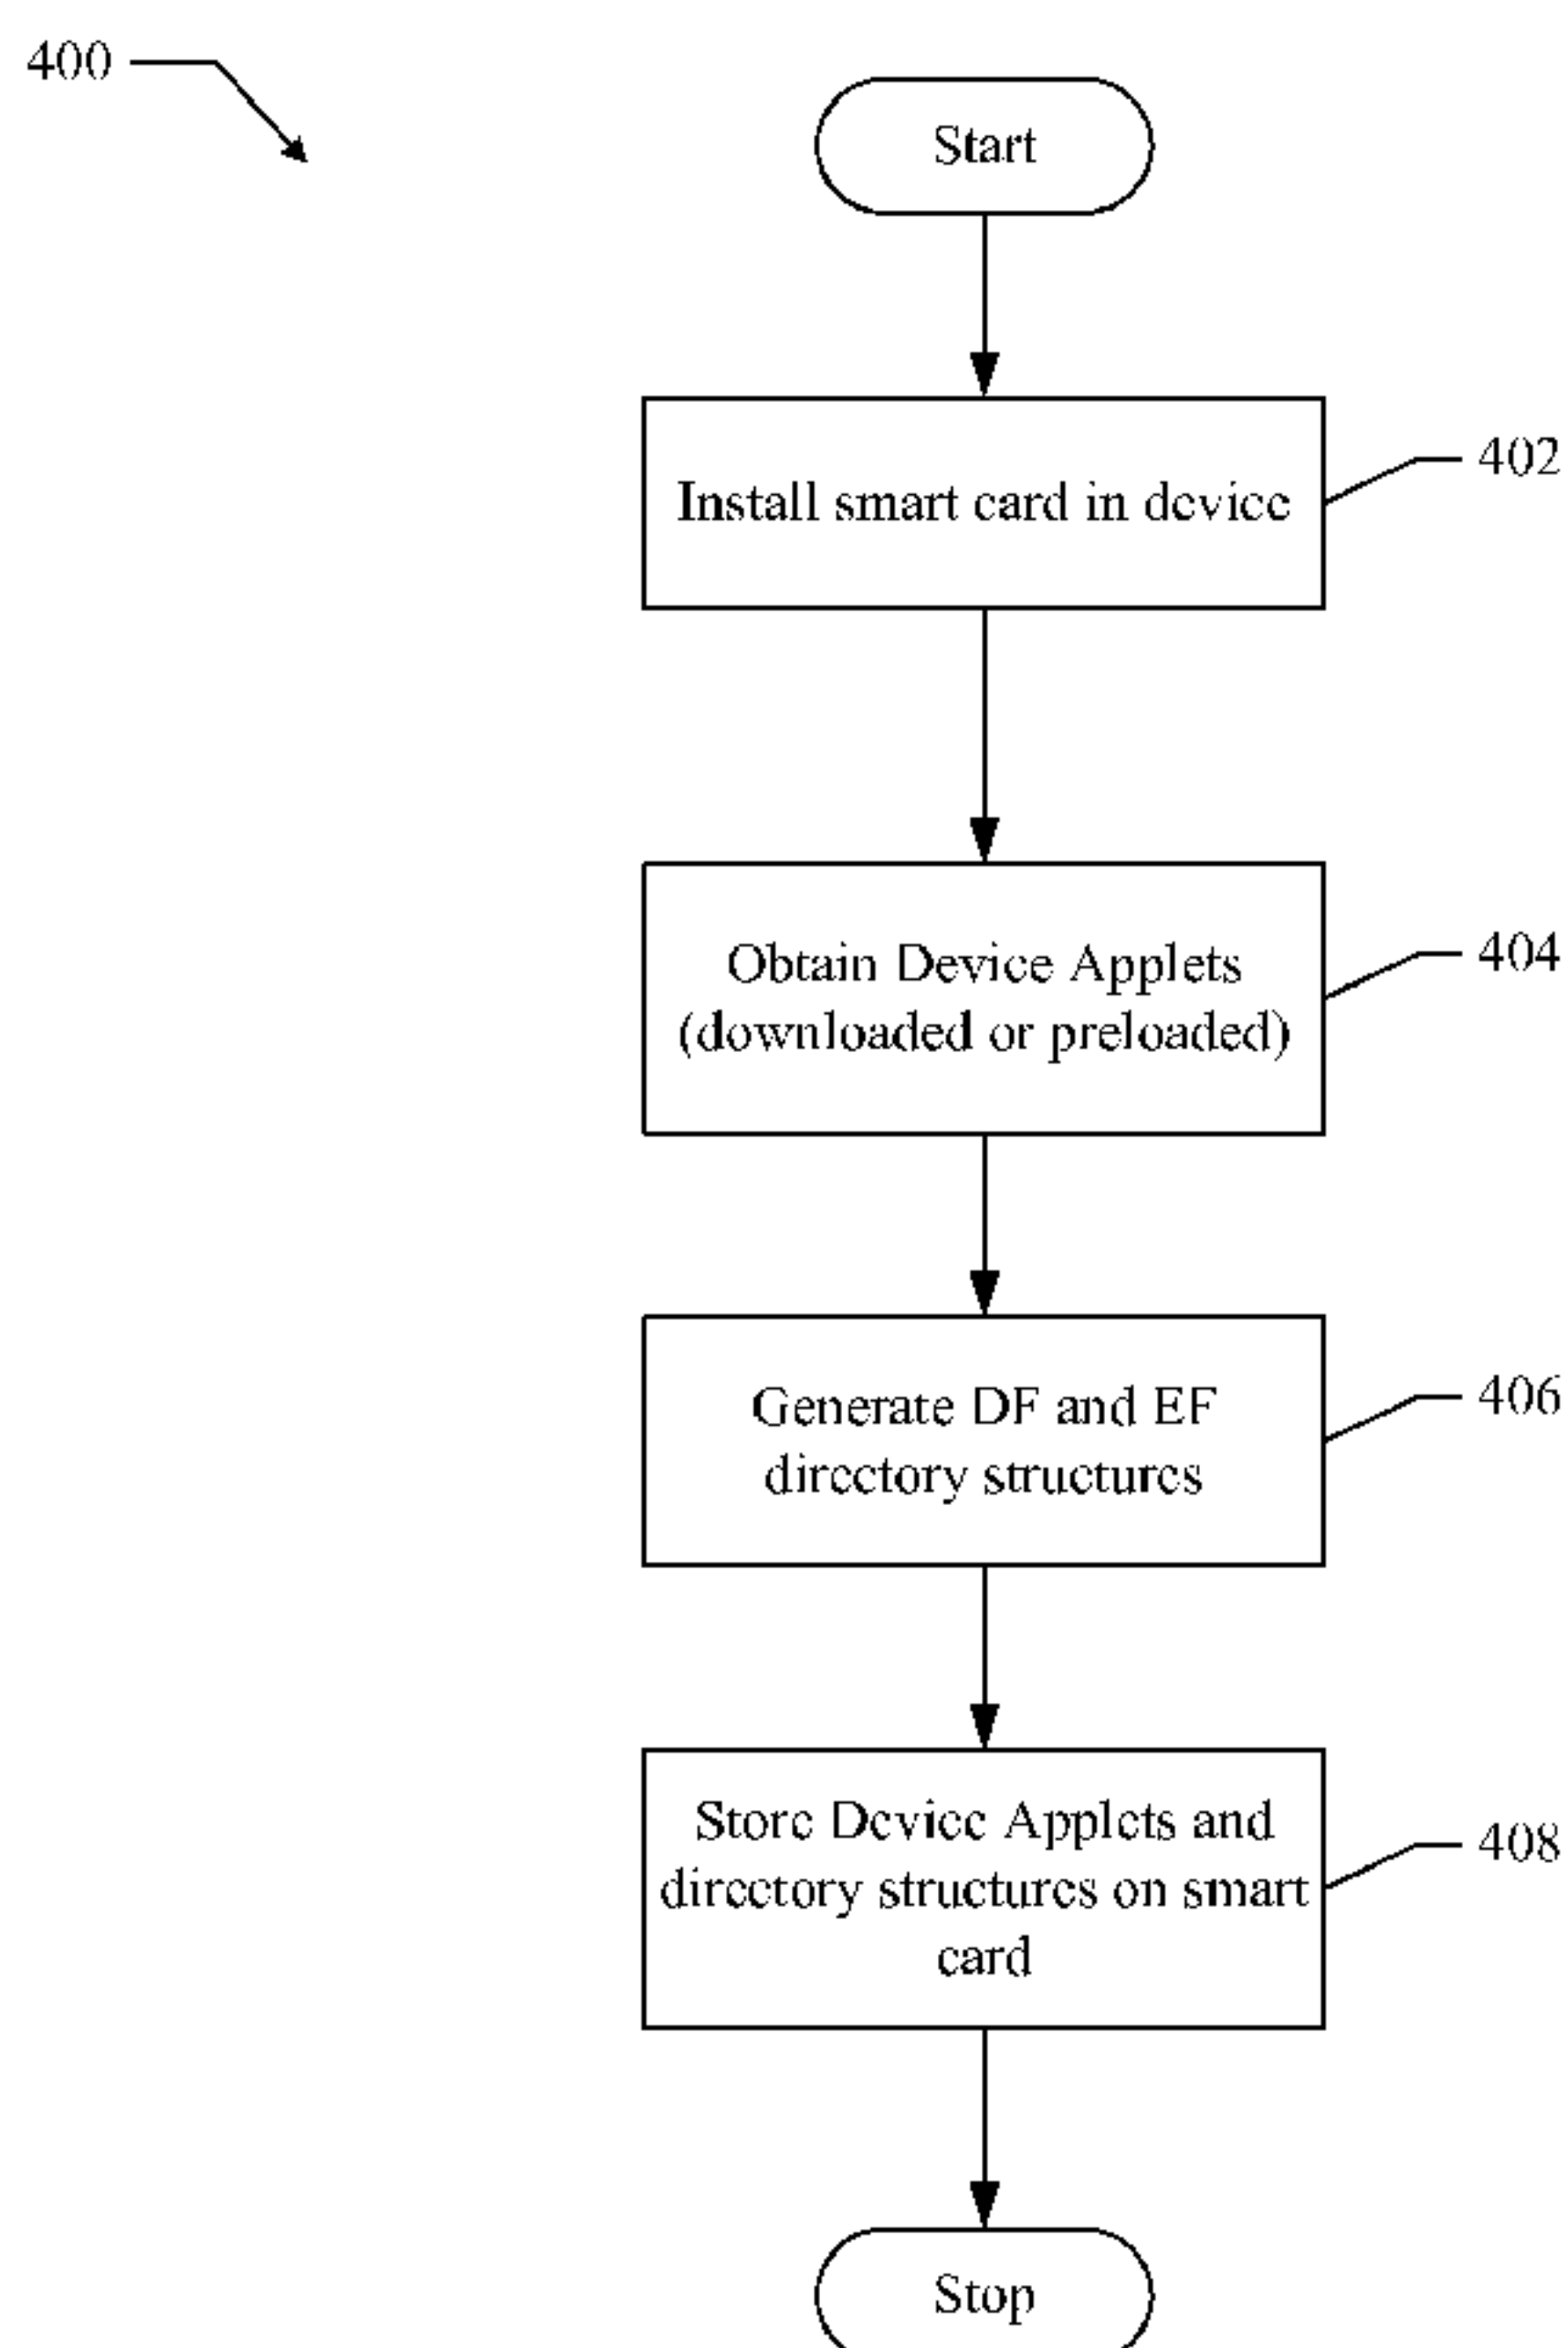 400
Start
Install smart card in device
402
Obtain Device Applets
(downloaded or preloaded)
404
Generate DF and EF
directory structures
406
Store Device Applets and
directory structures on smart
card
408
Stop